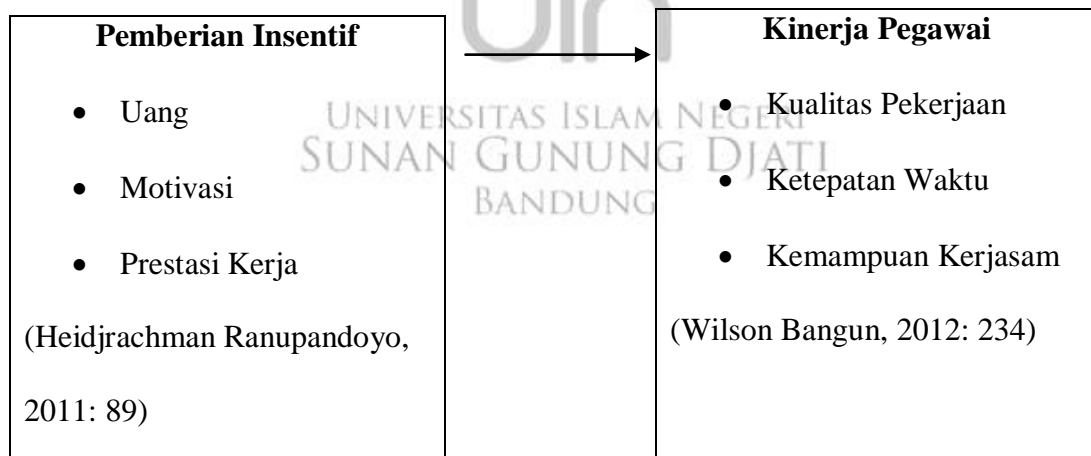 Pemberian Insentif
• Uang
• Motivasi
• Prestasi Kerja
(Heidjrachman Ranupandoyo,
2011: 89)
Kinerja Pegawai
• Kualitas Pekerjaan
• Ketepatan Waktu
• Kemampuan Kerjasam
(Wilson Bangun, 2012: 234)
uin
UNIVERSITAS ISLAM NEGERI
SUNAN GUNUNG DJATI
BANDUNG